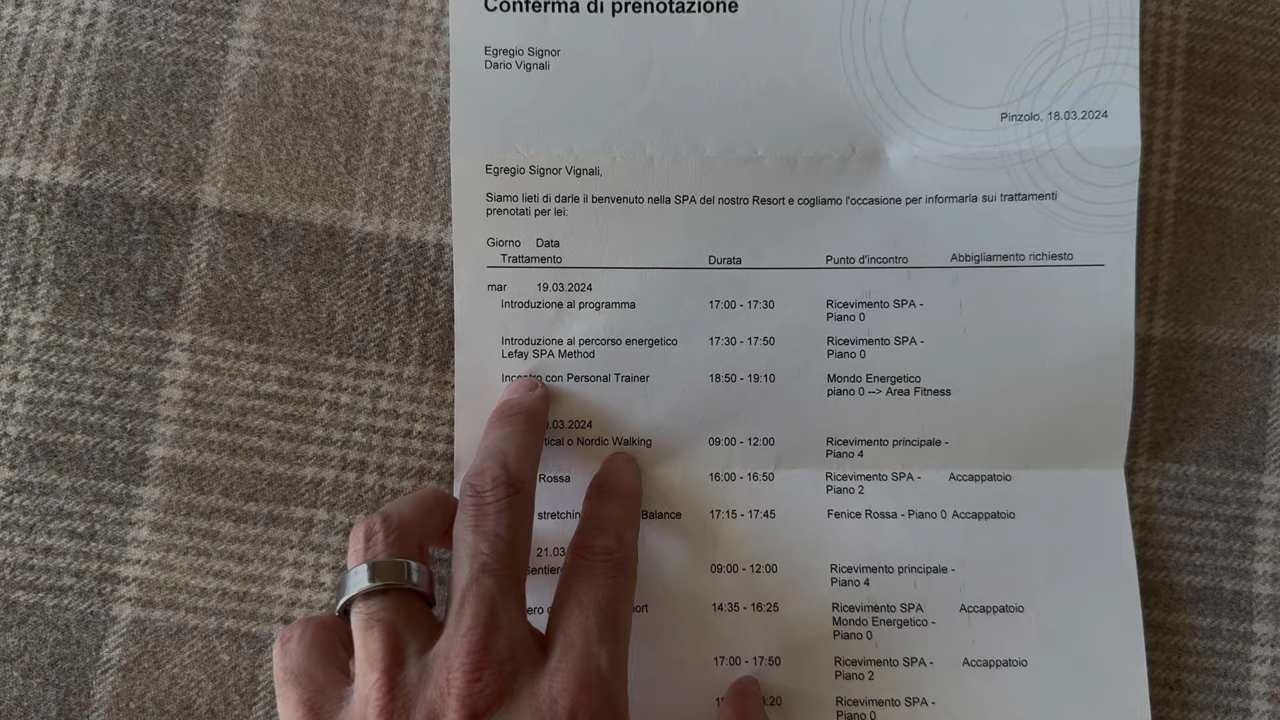 Conferma di prenotazione
Egregio Signor
Dario Vignali
Pinzolo, 18.03.2024
Egregio Signor Vignali,
Siamo lieti di darle il benvenuto nella SPA del nostro Resort e cogliamo l'occasione per informarla sui trattamenti
prenotati per lei:
Giorno Data
Trattamento Durata Punto d'incontro Abbigliamento richiesto
mar 19.03.2024
Introduzione al programma 17:00 - 17:30 Ricevimento SPA -
Piano 0
Introduzione al percorso energetico 17:30 - 17:50 Ricevimento SPA -
Lefay SPA Method Piano 0
Incontro con Personal Trainer 18:50 - 19:10 Mondo Energetico
piano 0 --> Area Fitness
.03.2024
o Nordic Walking 09:00 - 12:00 Ricevimento principale -
Piano 4
Rossa 16:00 - 16:50 Ricevimento SPA - Accappatoio
Piano 2
Balance 17:15 - 17:45 Fenice Rossa - Piano 0 Accappatoio
21.03
09:00 - 12:00 Ricevimento principale -
Piano 4
14:35 - 16:25 Ricevimento SPA Accappatoio
Mondo Energetico -
Piano 0
17:00 - 17:50 Ricevimento SPA - Accappatoio
Piano 2
:20 Ricevimento SPA -
Piano 0